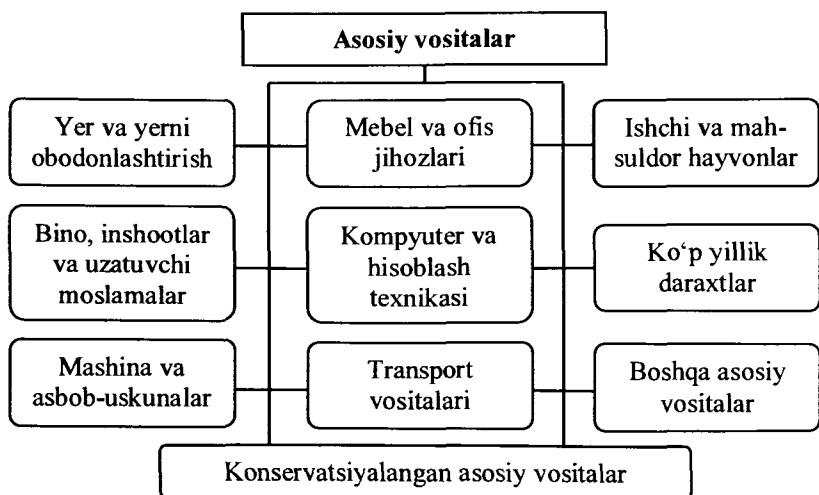 Asosiy vositalar
Yer va yerni
obodonlashtirish
Mebel va ofis
jihozlari
Ishchi va mah-
suldor hayvonlar
Bino, inshootlar
va uzatuvchi
moslamalar
Kompyuter va
hisoblash
texnikasi
Ko‘p yillik
daraxtlar
Mashina va
asbob-uskunalar
Transport
vositalari
Boshqa asosiy
vositalar
Konservatsiyalangan asosiy vositalar